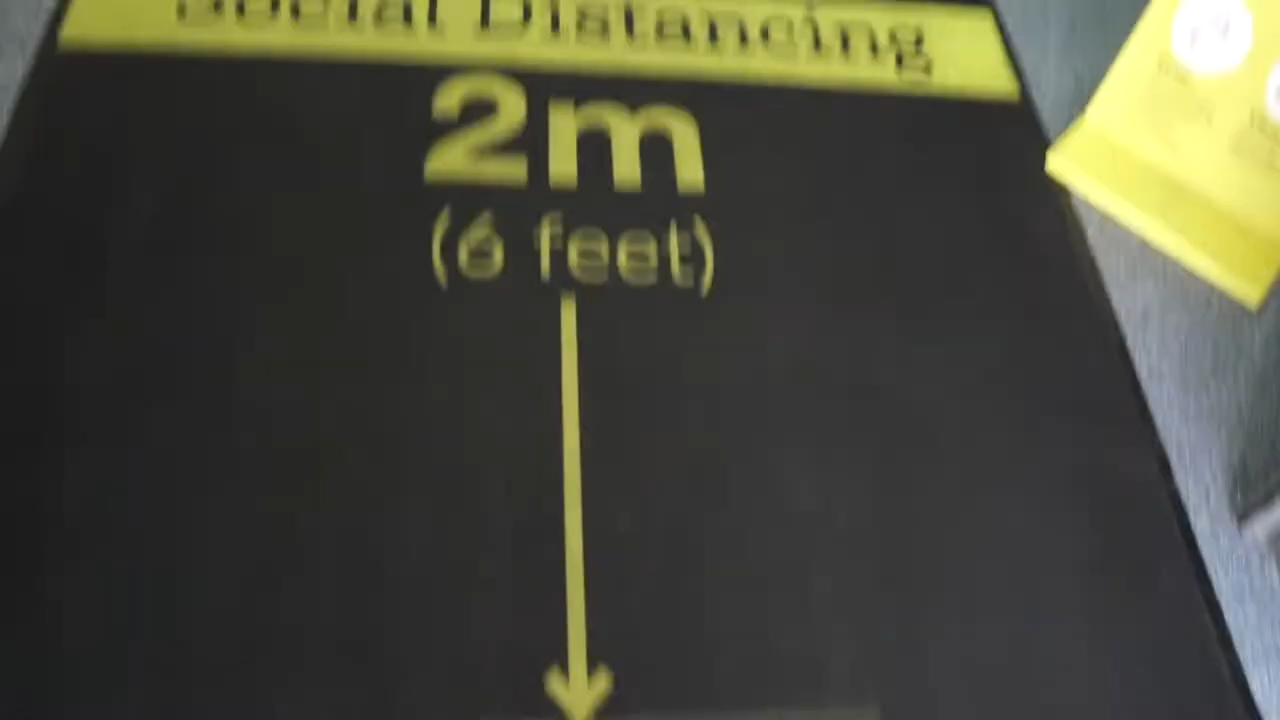 Social Distancing
2m
(6 feet)